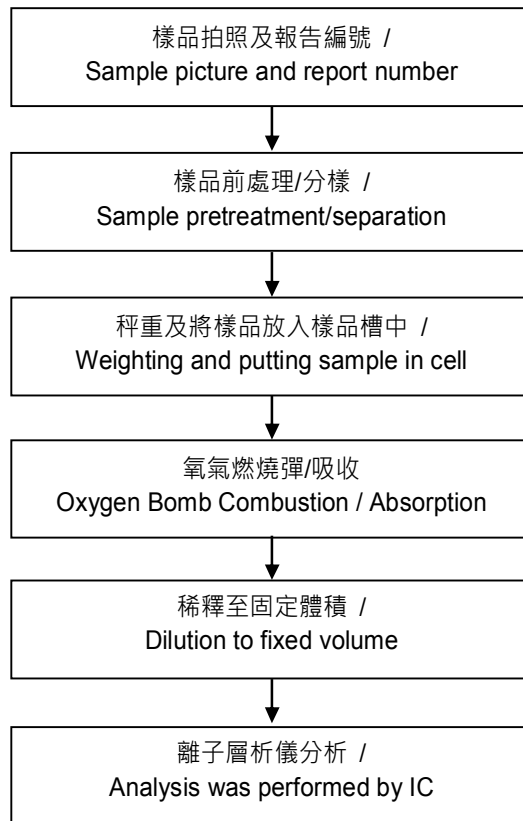 樣品拍照及報告編號 /
Sample picture and report number
樣品前處理/分樣 /
Sample pretreatment/separation
秤重及將樣品放入樣品槽中 /
Weighting and putting sample in cell
氧氣燃燒彈/吸收
Oxygen Bomb Combustion / Absorption
稀釋至固定體積 /
Dilution to fixed volume
離子層析儀分析 /
Analysis was performed by IC